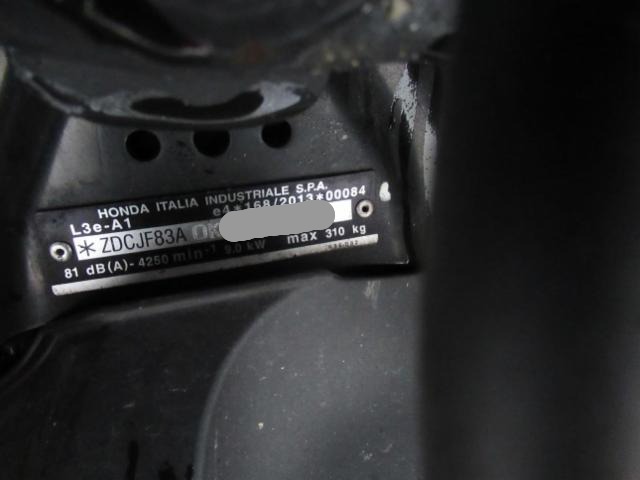 HONDA ITALIA INDUSTRIALE S.P.A.
L3e-A1 e4*168/2013*00084
*ZDCJF83A
81 dB(A)- 4250 min-¹ 9.0 kW max 310 kg